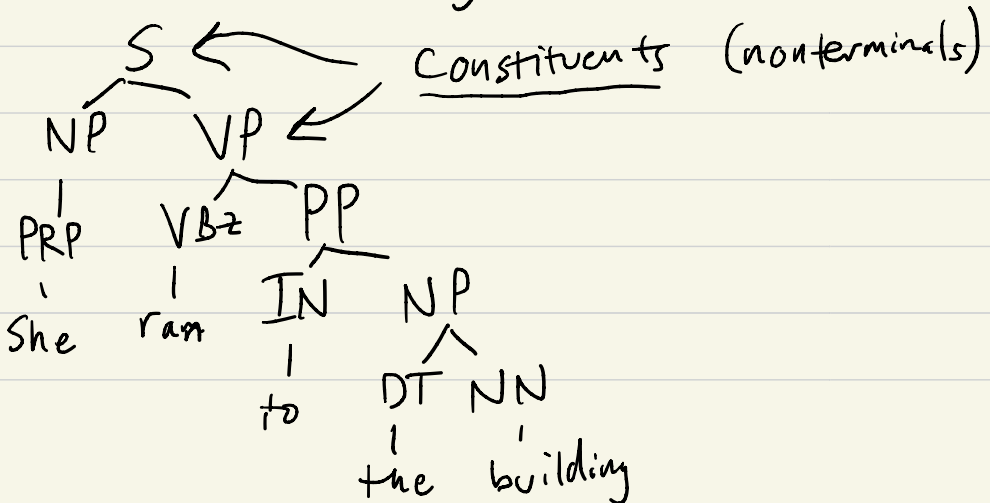 S Constituents (nonterminals)
NP VP
PRP VBZ PP
She ran IN NP
to DT NN
the building